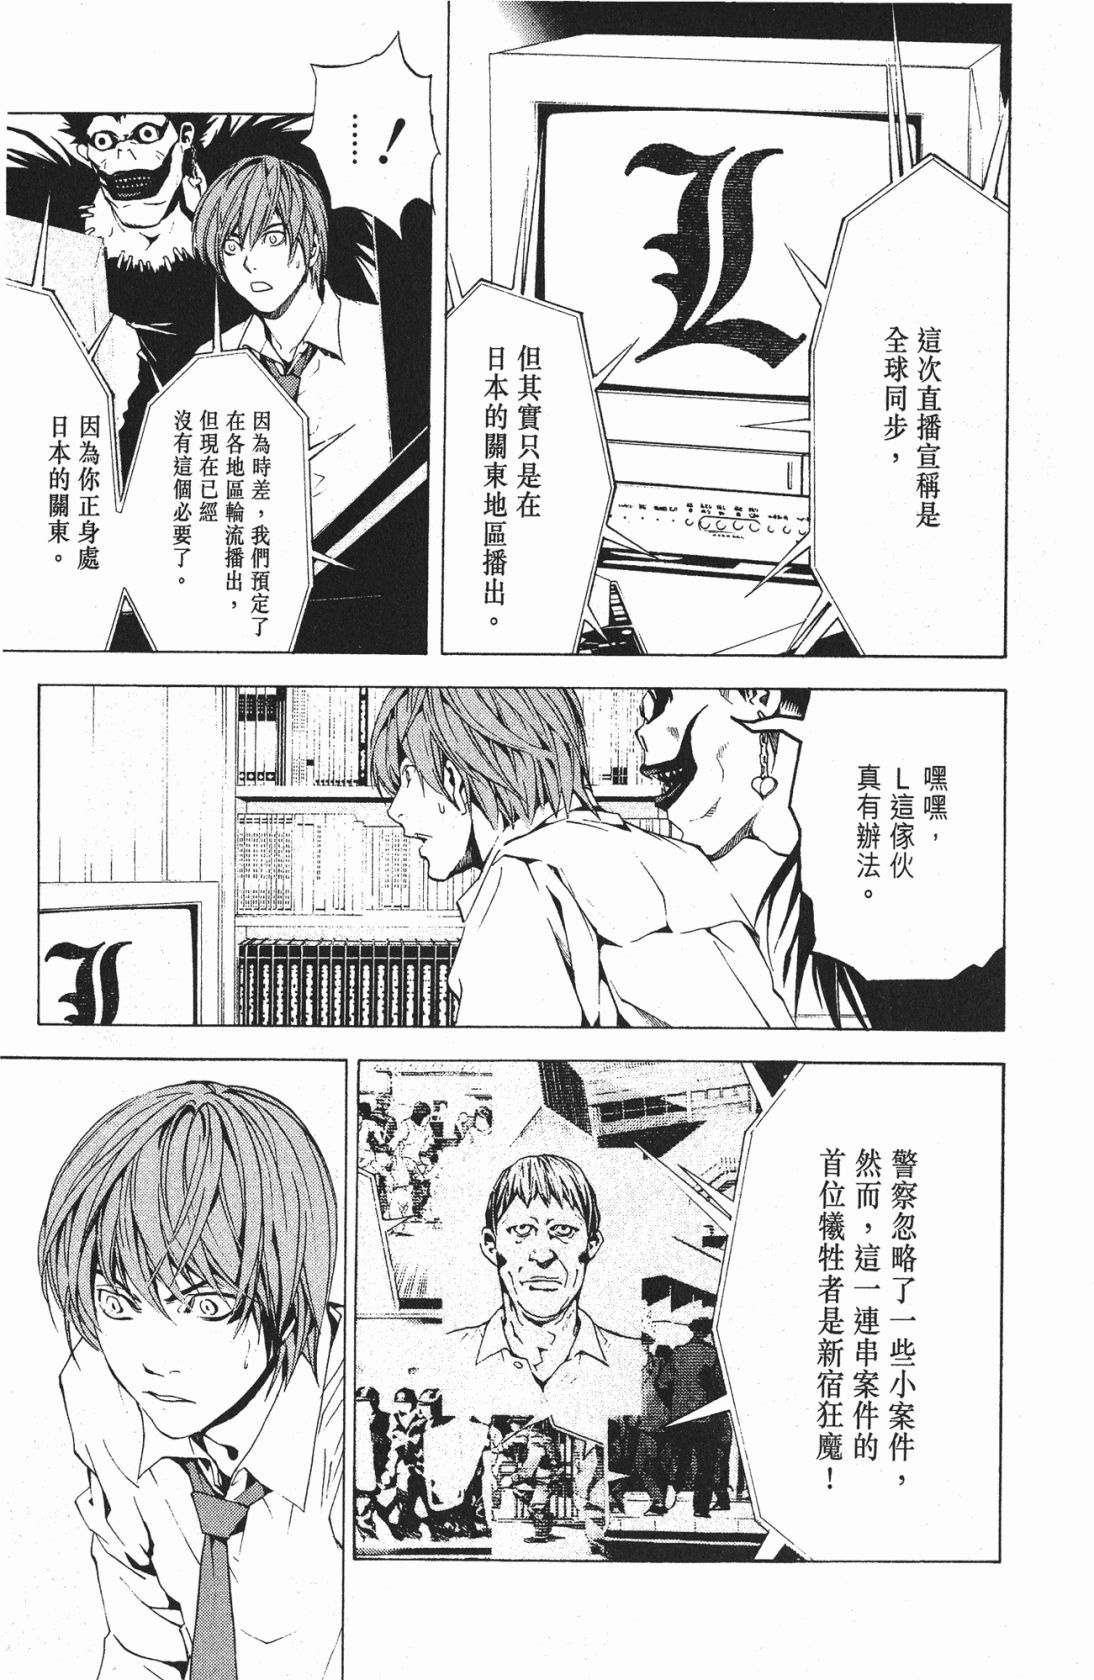 L
這次直播宣稱是
全球同步，
但其實只是在
日本的關東地區播出。
……！
因為時差，我們預定了
在各地區輪流播出，
但現在已經
沒有這個必要了。
因為你正身處
日本的關東。
嘿嘿，
L這傢伙
真有辦法。
L
警察忽略了一些小案件，
然而，這一連串案件的
首位犧牲者是新宿狂魔！